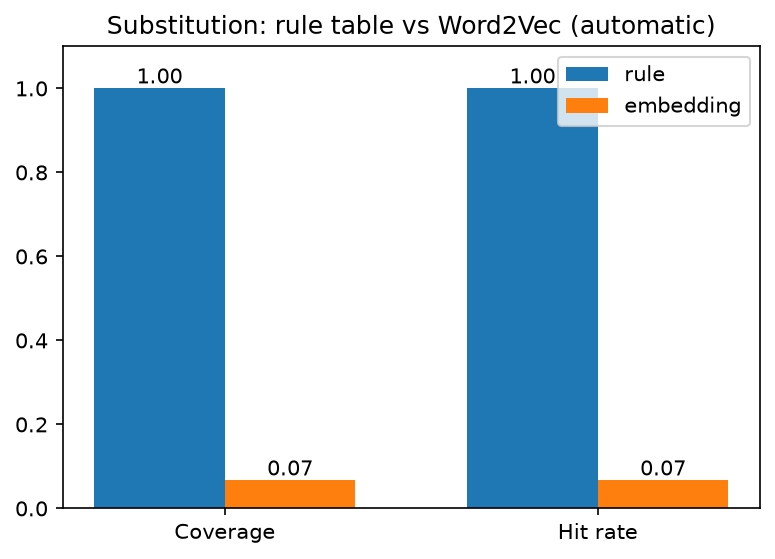 Substitution: rule table vs Word2Vec (automatic)
1.00
1.00
rule
embedding
1.0
0.8
0.6
0.4
0.2
0.0
0.07
0.07
Coverage
Hit rate